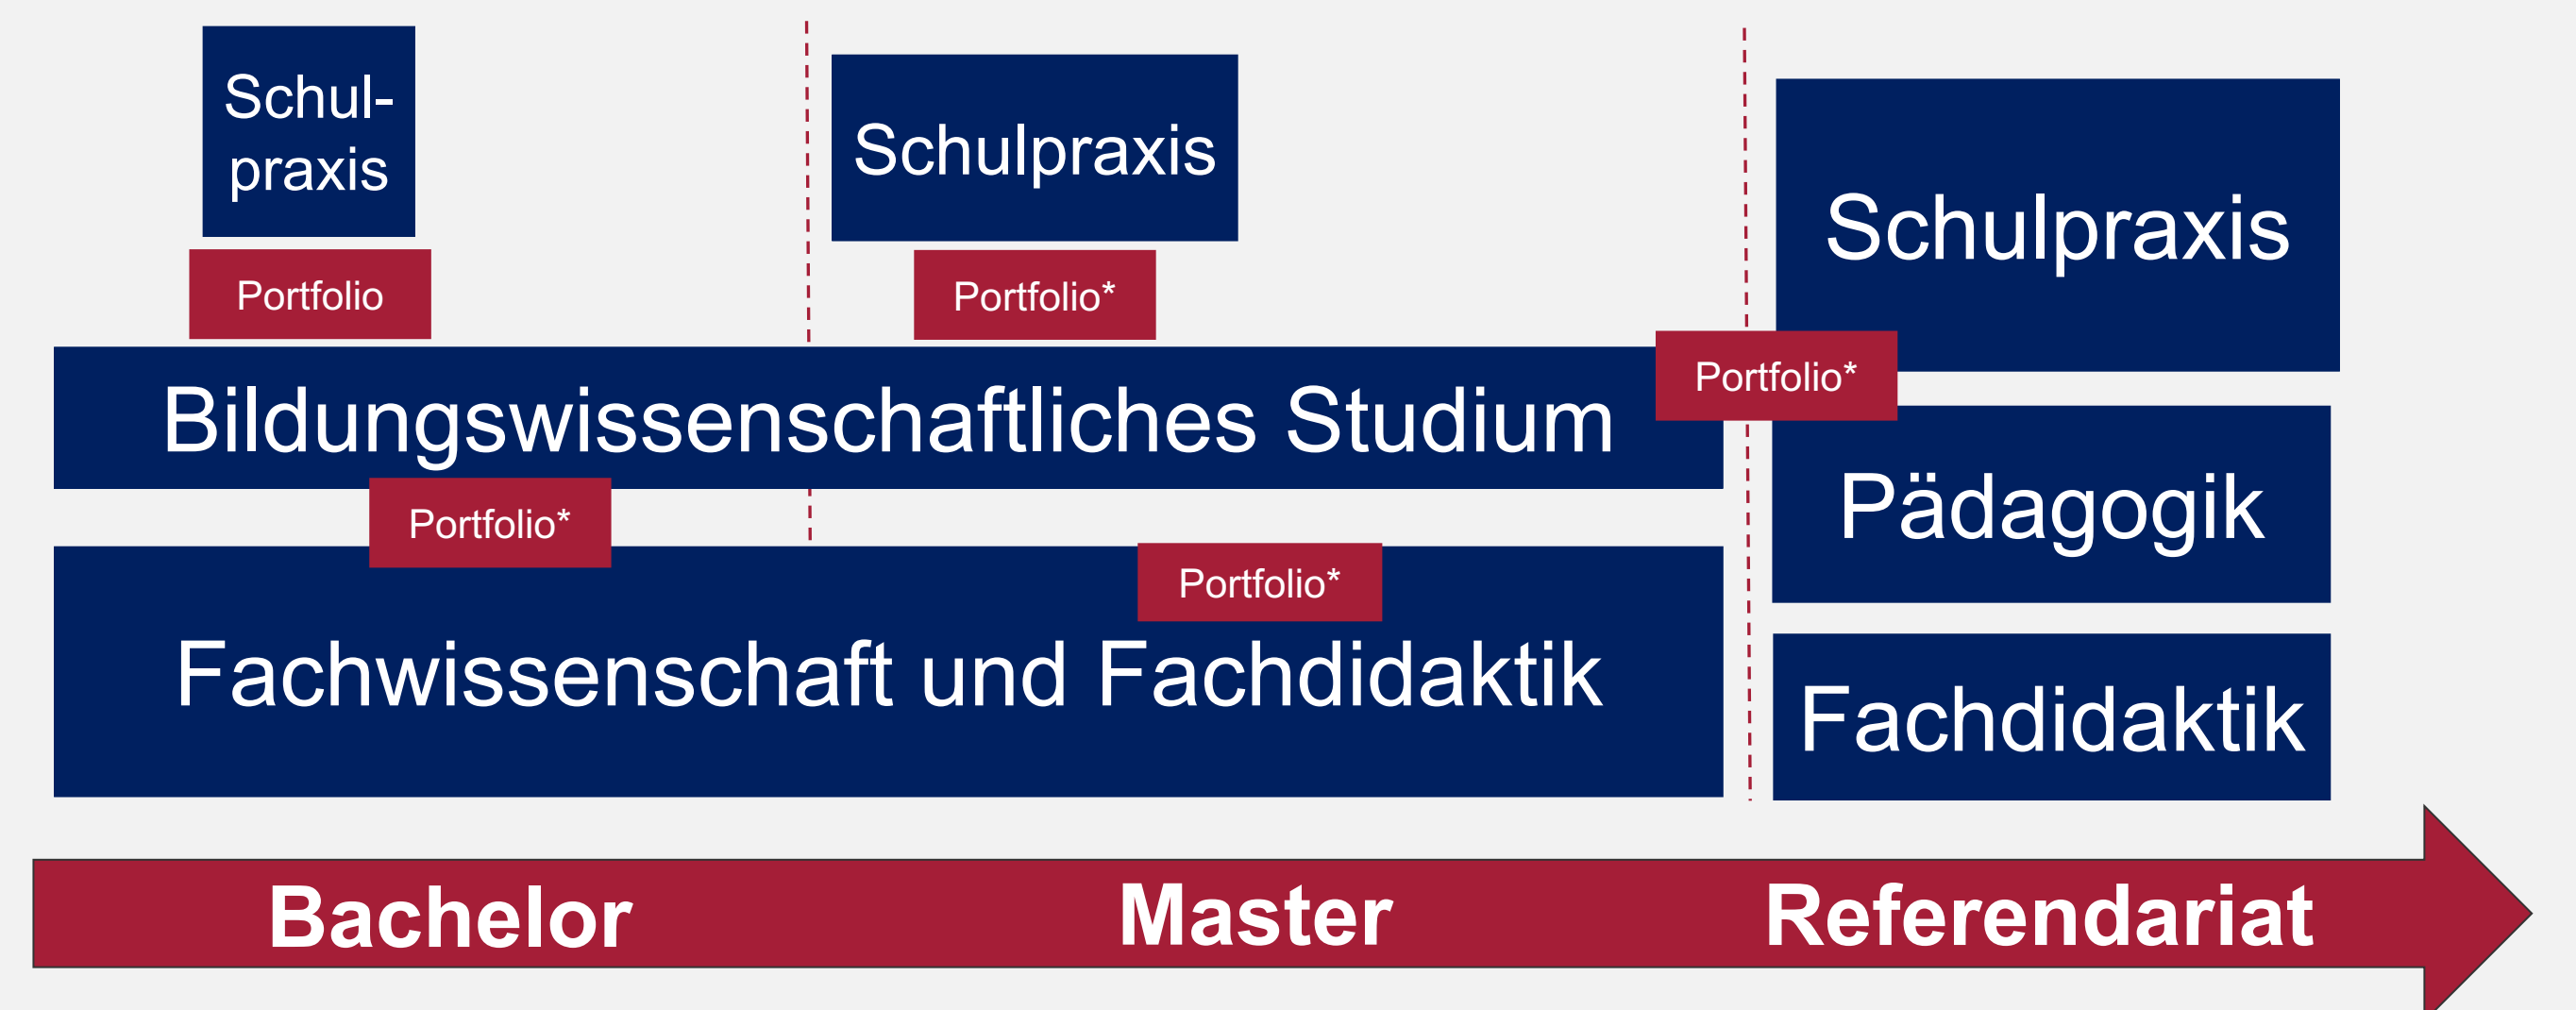 Schul-
praxis
Portfolio
Schulpraxis
Portfolio*
Schulpraxis
Portfolio*
Bildungswissenschaftliches Studium
Portfolio*
Pädagogik
Portfolio*
Fachwissenschaft und Fachdidaktik
Fachdidaktik
Bachelor
Master
Referendariat